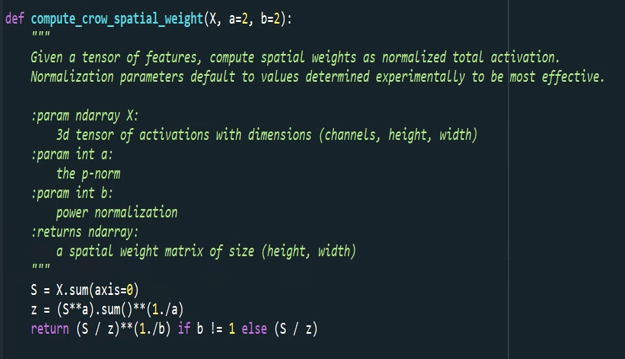 def compute_crow_spatial_weight(X, a=2, b=2):
    """
    Given a tensor of features, compute spatial weights as normalized total activation.
    Normalization parameters default to values determined experimentally to be most effective.

    :param ndarray X:
        3d tensor of activations with dimensions (channels, height, width)
    :param int a:
        the p-norm
    :param int b:
        power normalization
    :returns ndarray:
        a spatial weight matrix of size (height, width)
    """
    S = X.sum(axis=0)
    z = (S**a).sum()**(1./a)
    return (S / z)**(1./b) if b != 1 else (S / z)